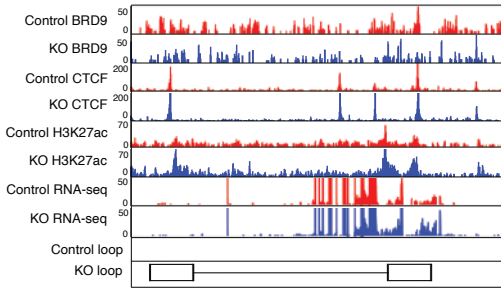 Control BRD9 50 0
KO BRD9 50 0
Control CTCF 200 0
KO CTCF 200 0
Control H3K27ac 70 0
KO H3K27ac 70 0
Control RNA-seq 50 0
KO RNA-seq 50 0
Control loop
KO loop